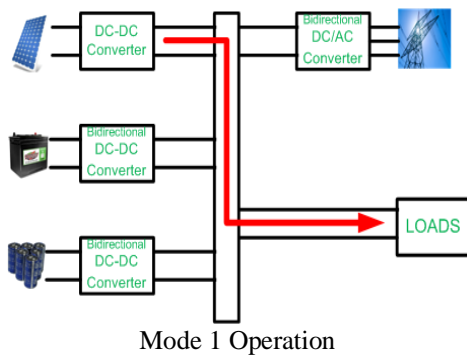 DC-DC
Converter
Bidirectional
DC/AC
Converter
Bidirectional
DC-DC
Converter
LOADS
Bidirectional
DC-DC
Converter
Mode 1 Operation